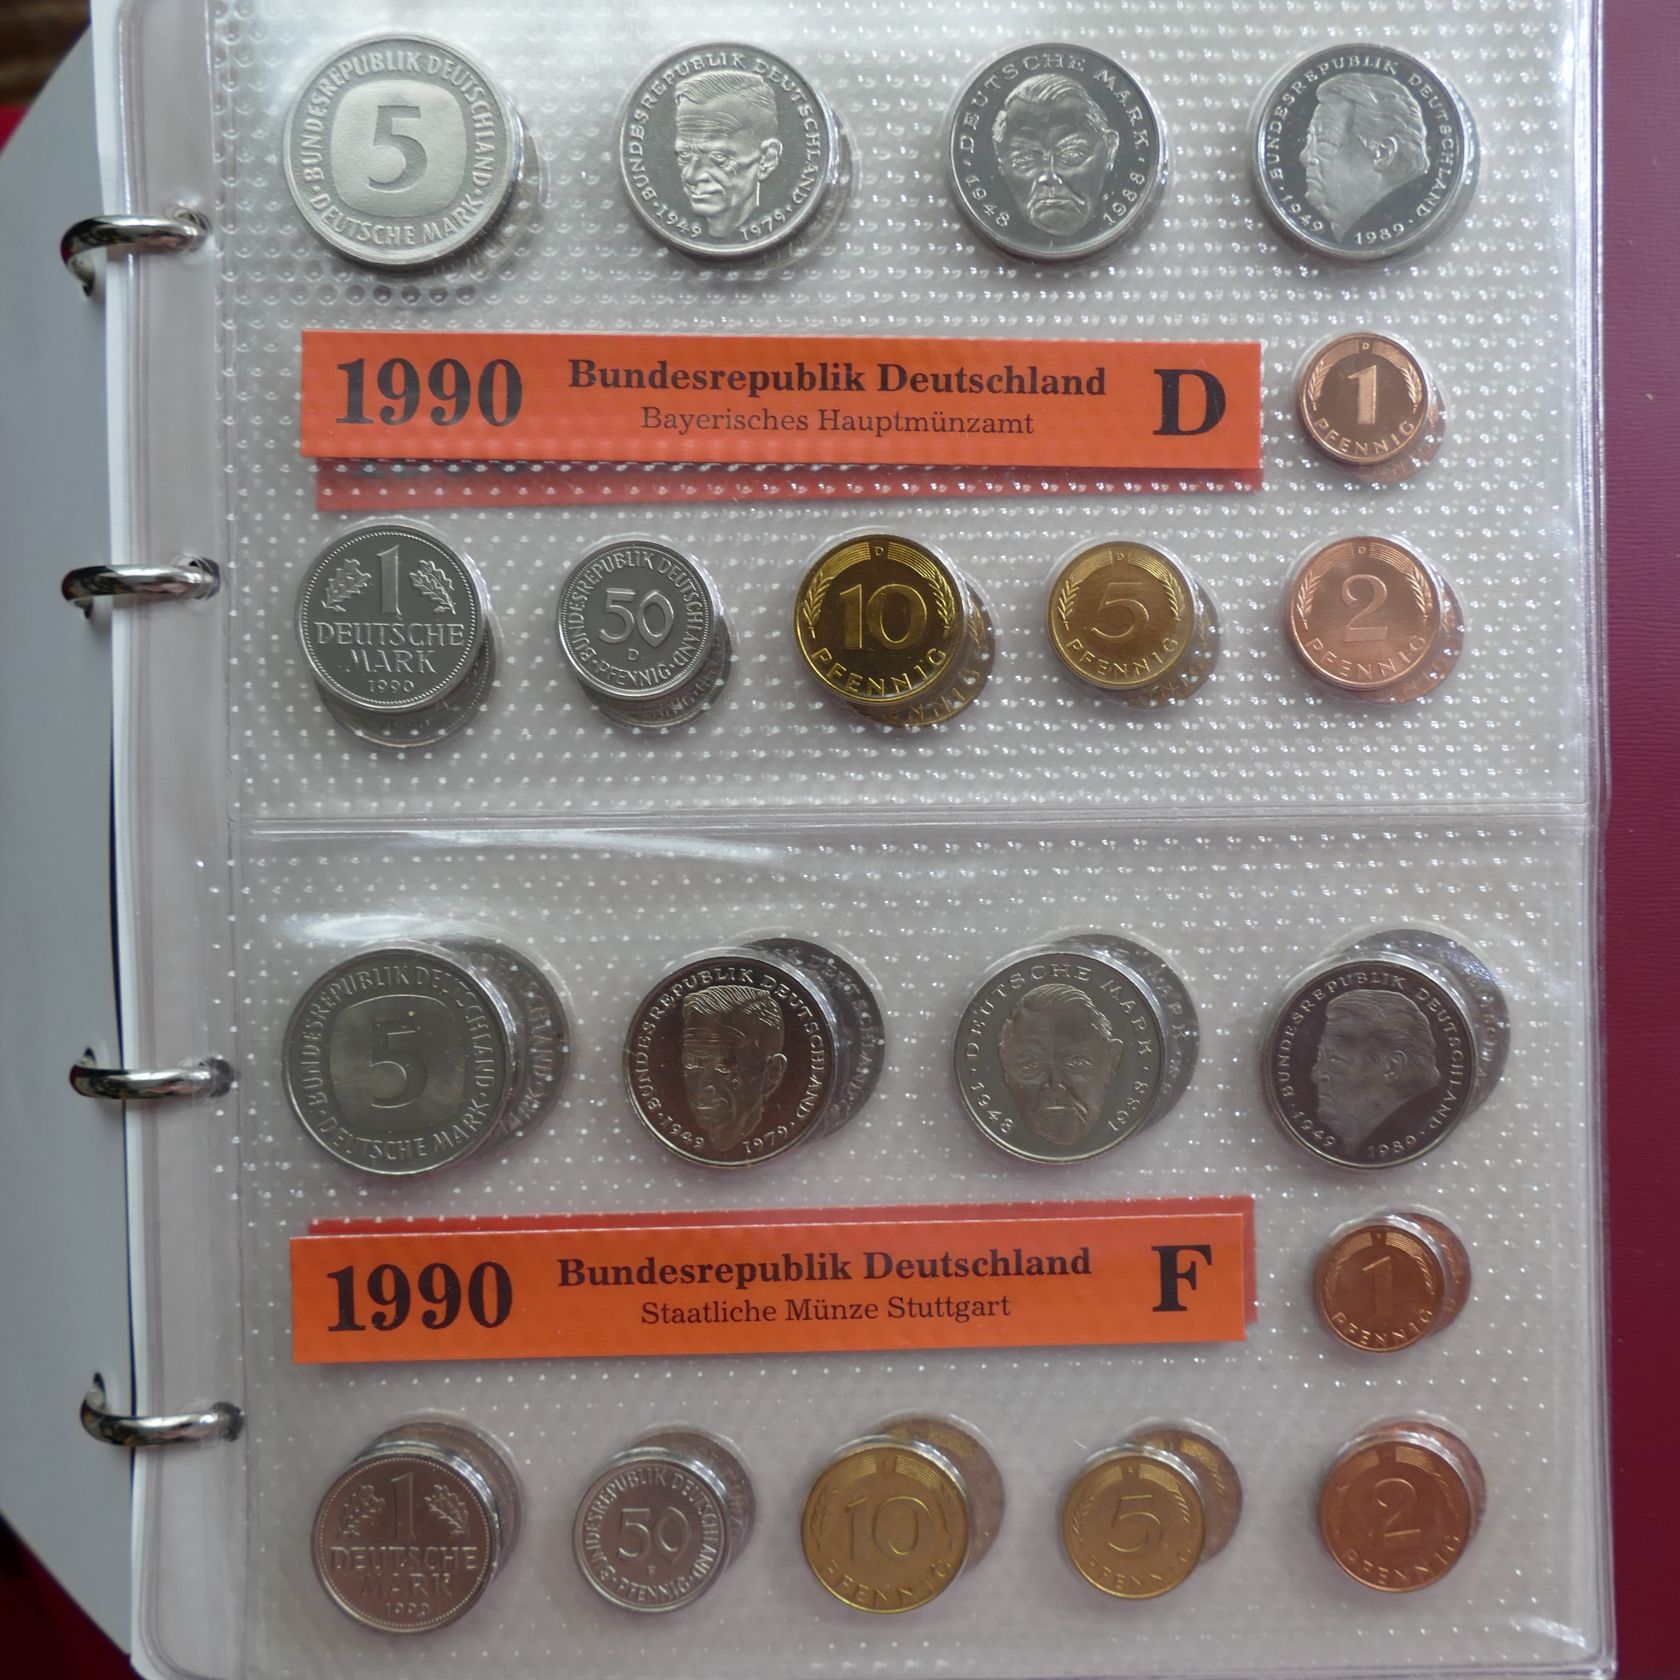 BUNDESREPUBLIK DEUTSCHLAND
5
·DEUTSCHE MARK·
BUNDESREPUBLIK DEUTSCHLAND
·1949 1979·
·DEUTSCHE MARK·
1948 1988
BUNDESREPUBLIK DEUTSCHLAND
·1949 1989·
1990 Bundesrepublik Deutschland D
Bayerisches Hauptmünzamt
D
1
PFENNIG
1
DEUTSCHE
MARK
1990
BUNDESREPUBLIK DEUTSCHLAND
50
D
·PFENNIG·
D
10
PFENNIG
D
5
PFENNIG
D
2
PFENNIG
BUNDESREPUBLIK DEUTSCHLAND
5
·DEUTSCHE MARK·
BUNDESREPUBLIK DEUTSCHLAND
·1949 1979·
·DEUTSCHE MARK·
1948 1988
BUNDESREPUBLIK DEUTSCHLAND
·1949 1989·
1990 Bundesrepublik Deutschland F
Staatliche Münze Stuttgart
1
PFENNIG
1
DEUTSCHE
MARK
1990
BUNDESREPUBLIK DEUTSCHLAND
50
F
·PFENNIG·
10
PFENNIG
5
PFENNIG
2
PFENNIG